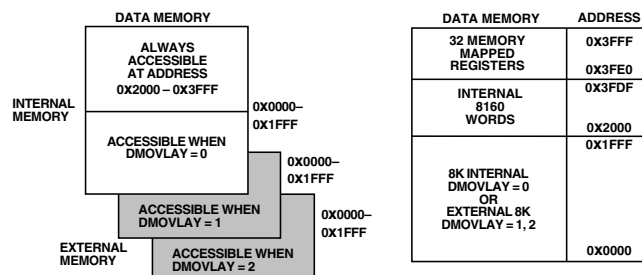 DATA MEMORY
ALWAYS
ACCESSIBLE
AT ADDRESS
0X2000 – 0X3FFF
INTERNAL
MEMORY
ACCESSIBLE WHEN
DMOVLAY = 0
0X0000–
0X1FFF
0X0000–
0X1FFF
ACCESSIBLE WHEN
DMOVLAY = 1
0X0000–
0X1FFF
EXTERNAL
MEMORY
ACCESSIBLE WHEN
DMOVLAY = 2
DATA MEMORY ADDRESS
32 MEMORY
MAPPED
REGISTERS
0X3FFF
0X3FE0
INTERNAL
8160
WORDS
0X3FDF
0X2000
8K INTERNAL
DMOVLAY = 0
OR
EXTERNAL 8K
DMOVLAY = 1, 2
0X1FFF
0X0000